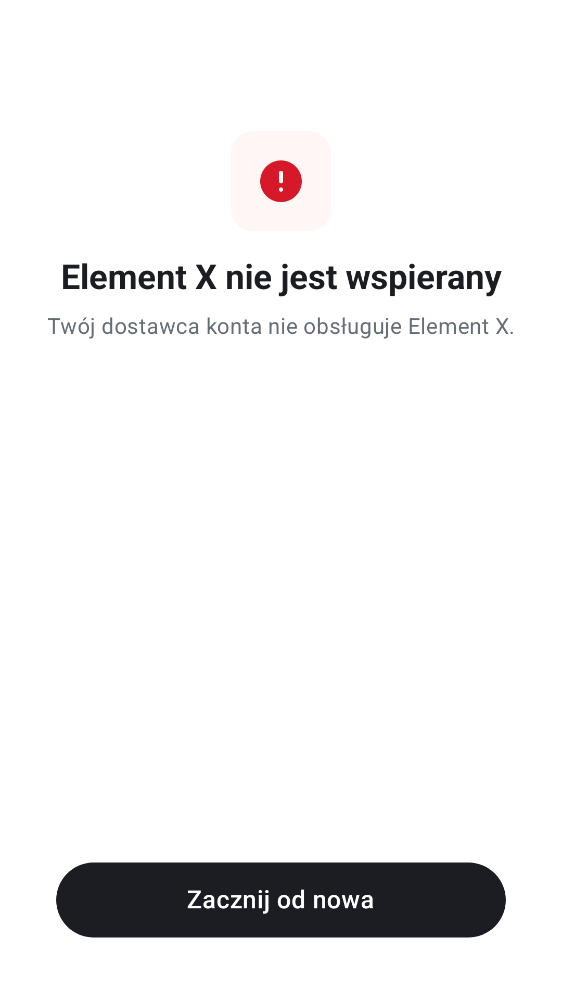 Element X nie jest wspierany
Twój dostawca konta nie obsługuje Element X.
Zacznij od nowa